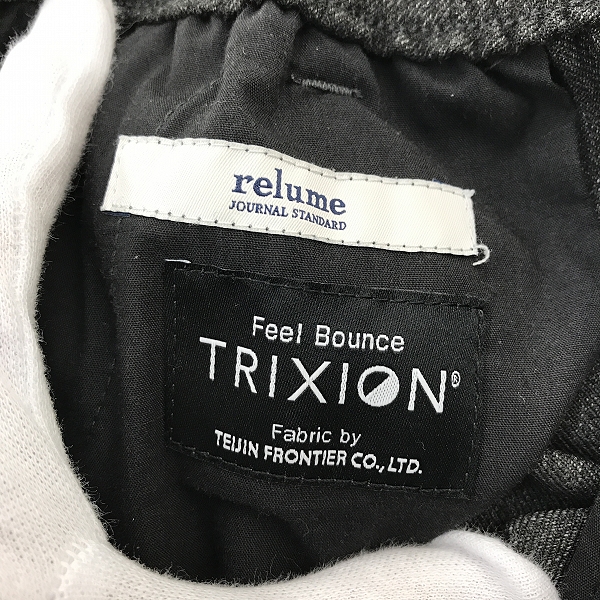 relume
JOURNAL STANDARD
Feel Bounce
TRIXION®
Fabric by
TEIJIN FRONTIER CO., LTD.